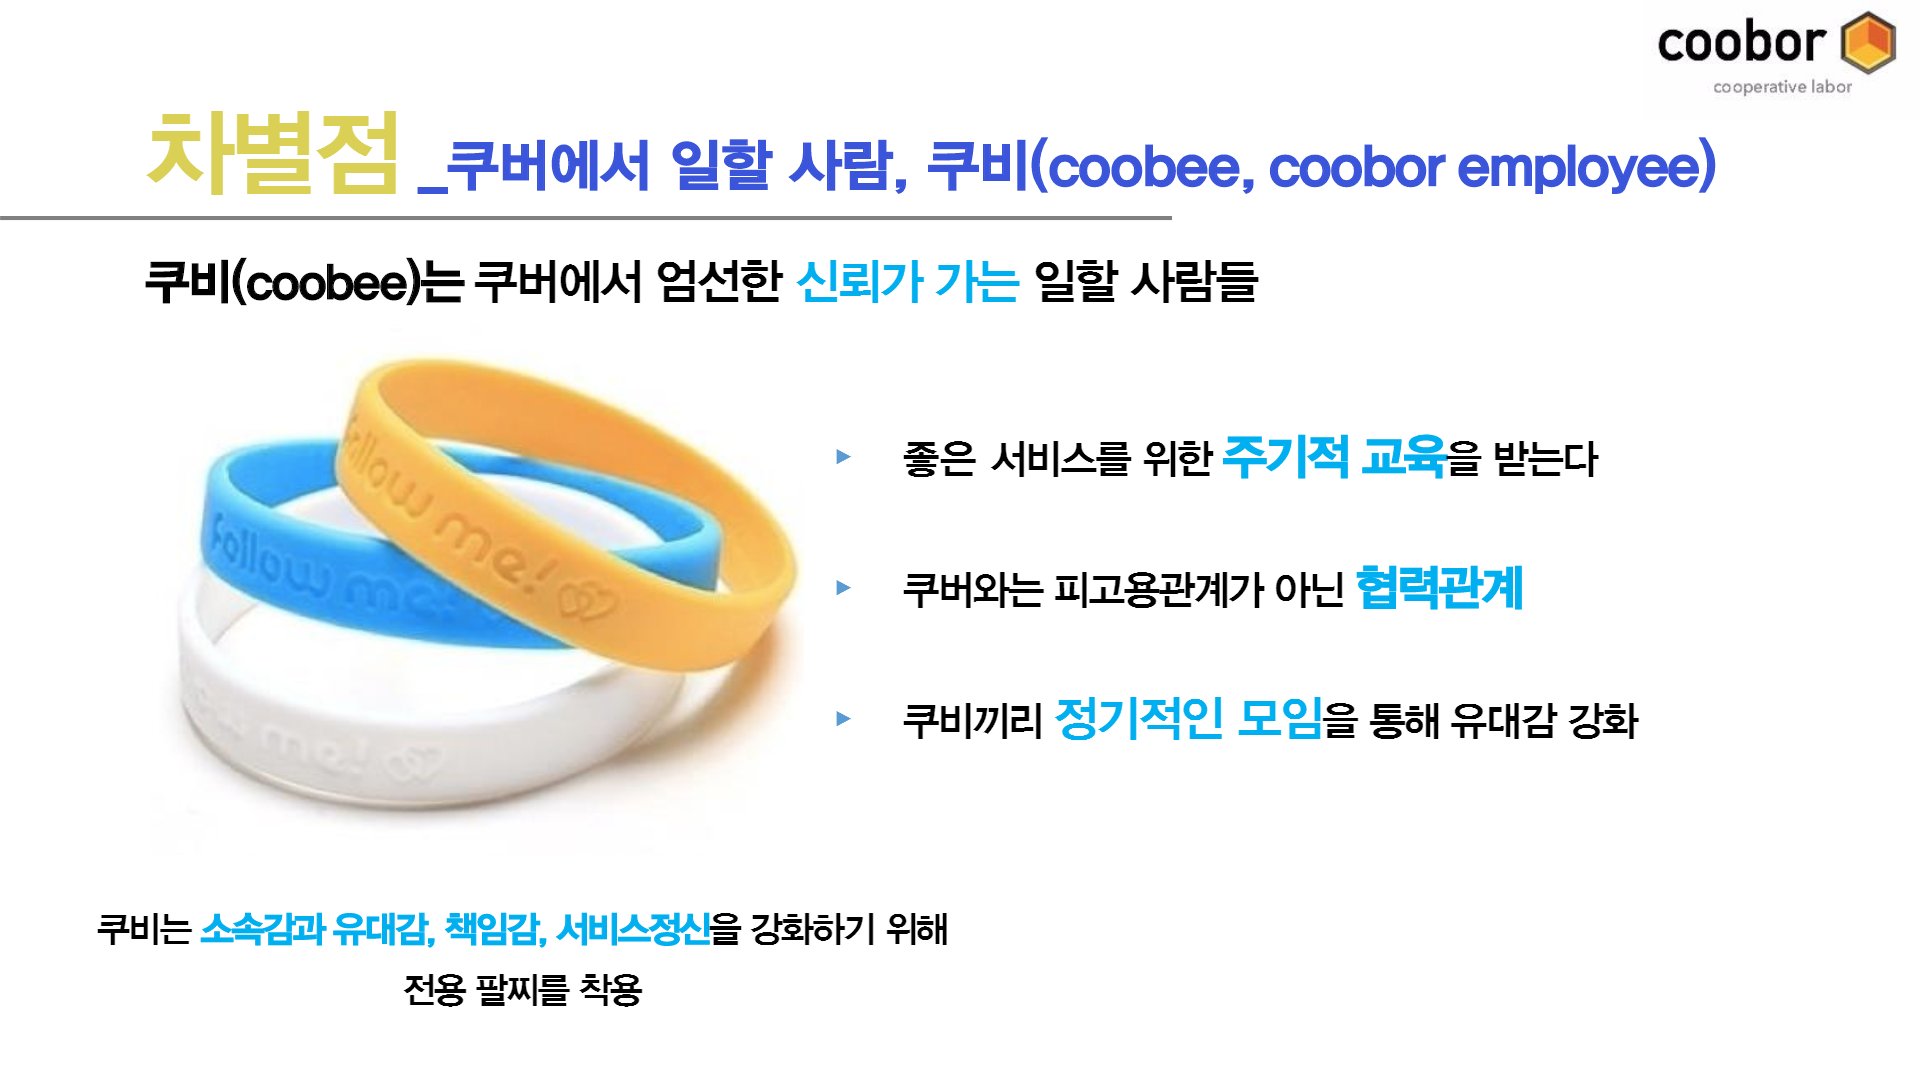 coobor
cooperative labor
차별점 _쿠버에서 일할 사람, 쿠비(coobee, coobor employee)
쿠비(coobee)는 쿠버에서 엄선한 신뢰가 가는 일할 사람들
follow me!
follow me!
me!
▸ 좋은 서비스를 위한 주기적 교육을 받는다
▸ 쿠버와는 피고용관계가 아닌 협력관계
▸ 쿠비끼리 정기적인 모임을 통해 유대감 강화
쿠비는 소속감과 유대감, 책임감, 서비스정신을 강화하기 위해
전용 팔찌를 착용